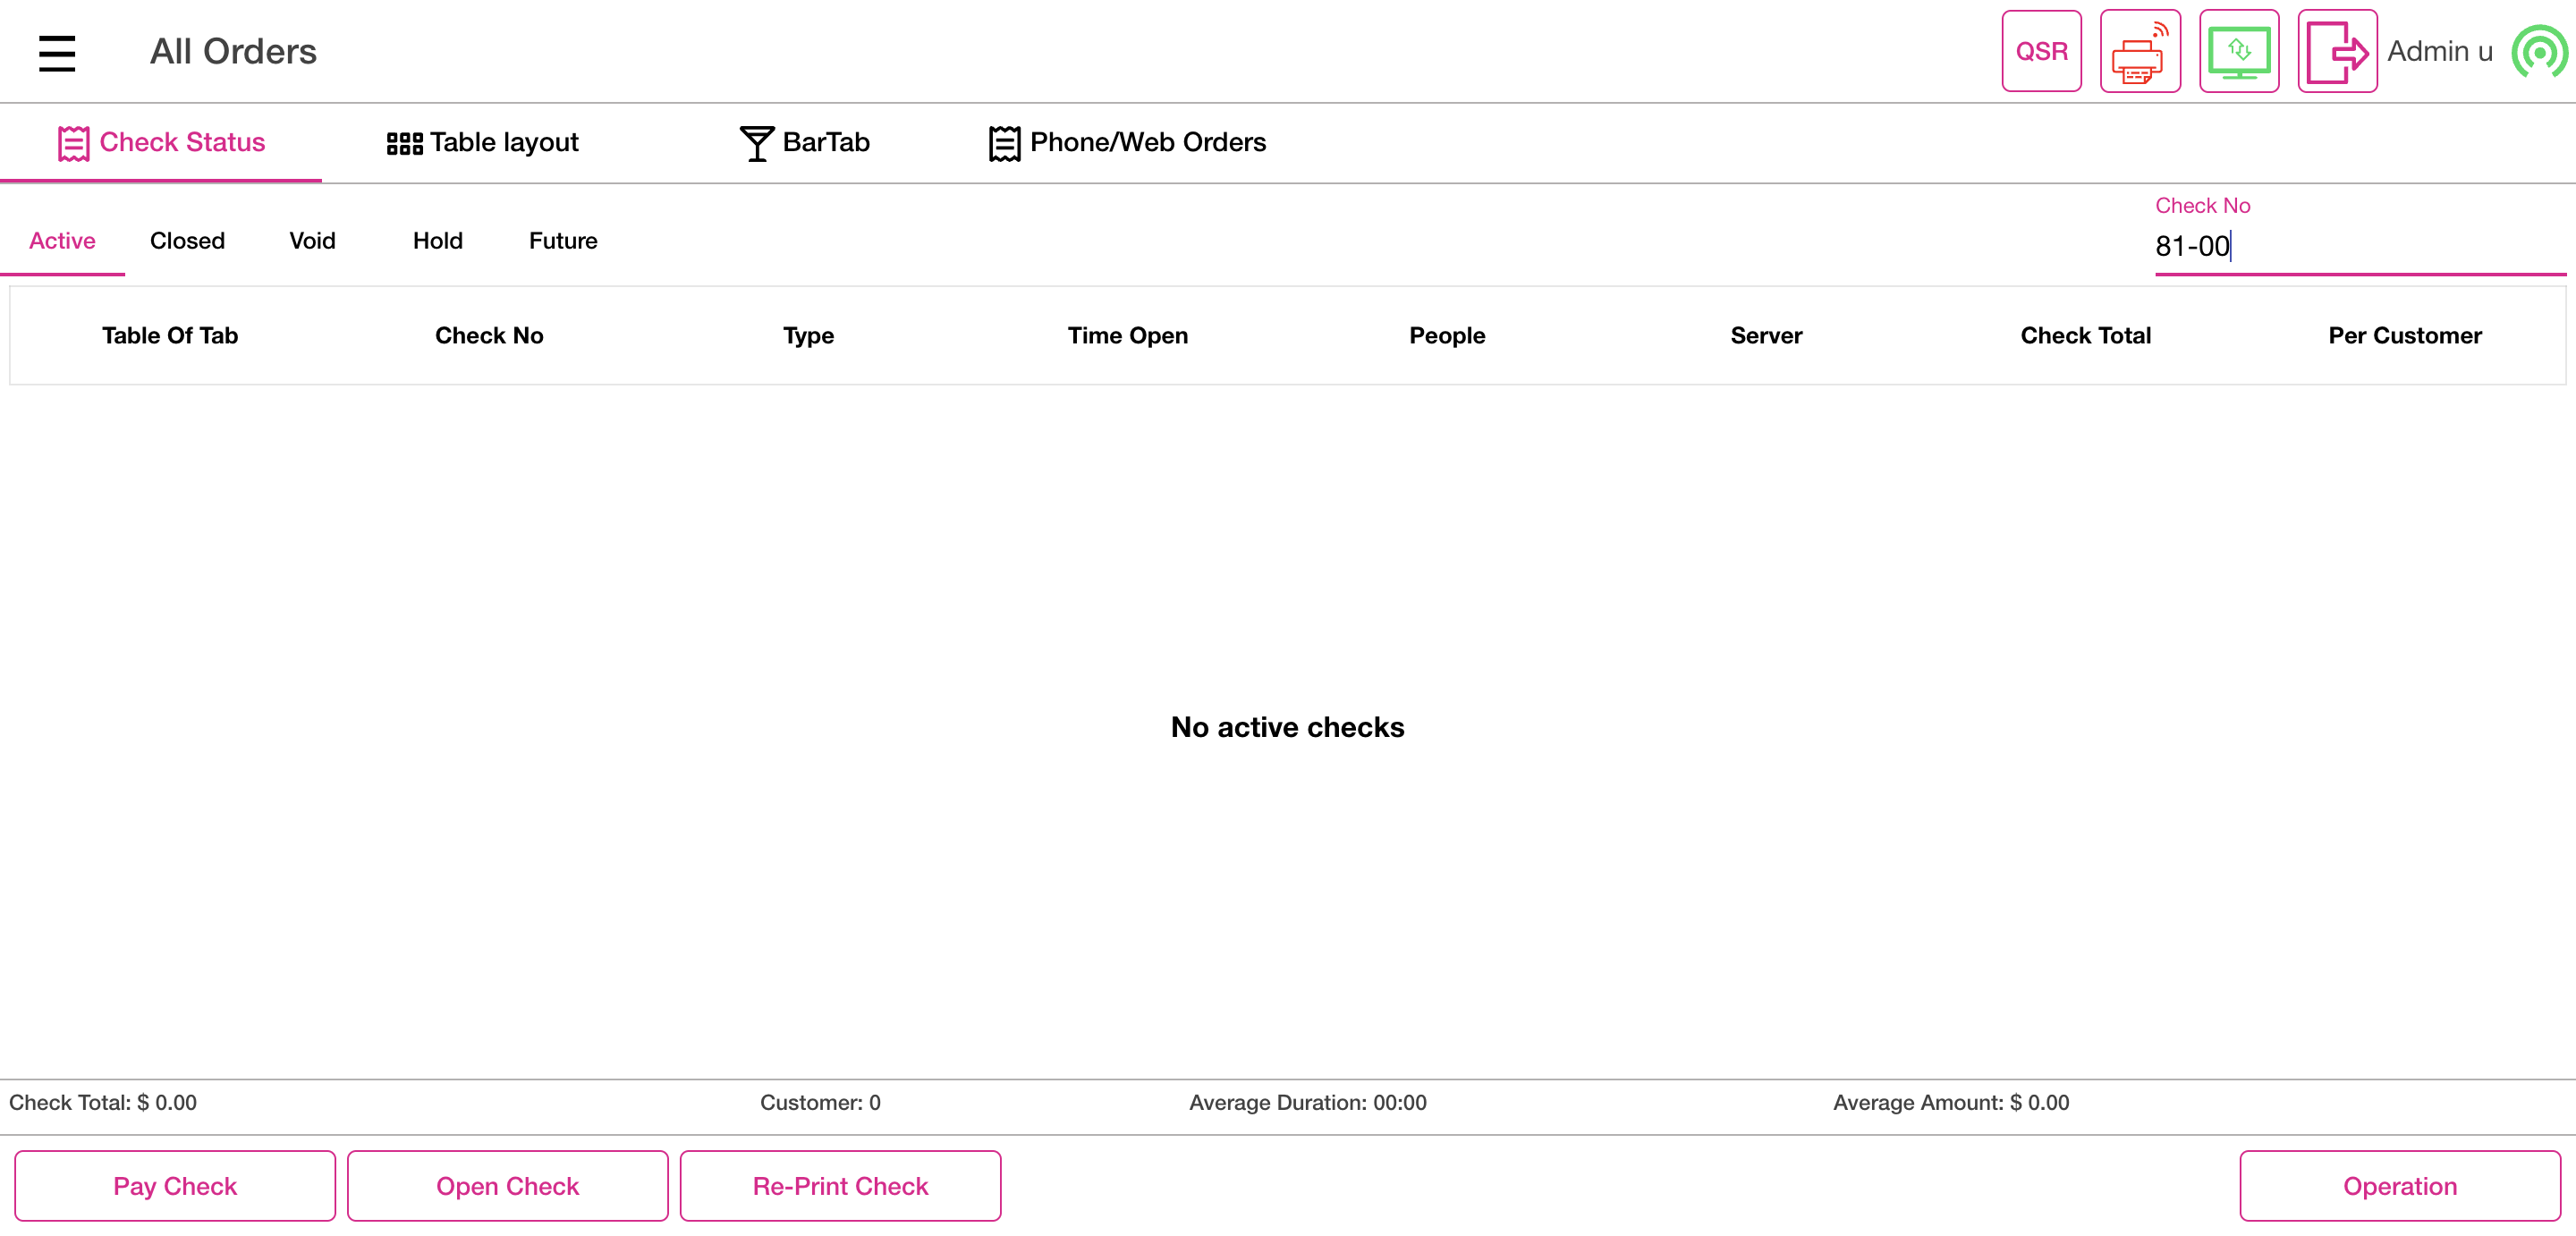 All Orders
QSR
Admin u
Check Status
Table layout
BarTab
Phone/Web Orders
Active
Closed
Void
Hold
Future
Check No
81-00
Table Of Tab
Check No
Type
Time Open
People
Server
Check Total
Per Customer
No active checks
Check Total: $ 0.00
Customer: 0
Average Duration: 00:00
Average Amount: $ 0.00
Pay Check
Open Check
Re-Print Check
Operation